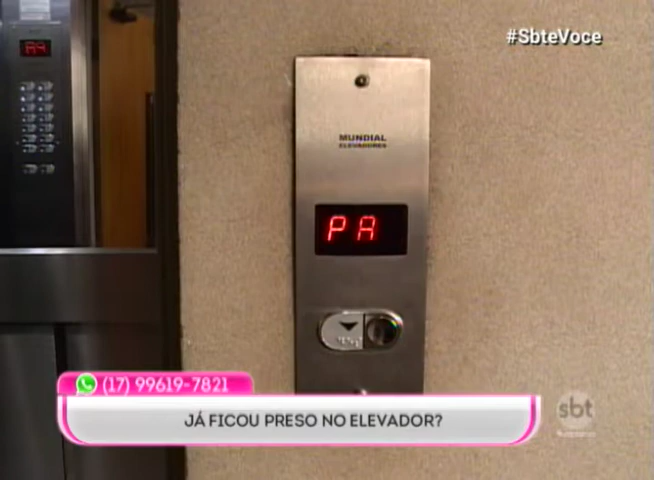 #SbteVoce
MUNDIAL
ELEVADORES
PA
(17) 99619-7821
JÁ FICOU PRESO NO ELEVADOR?
sbt